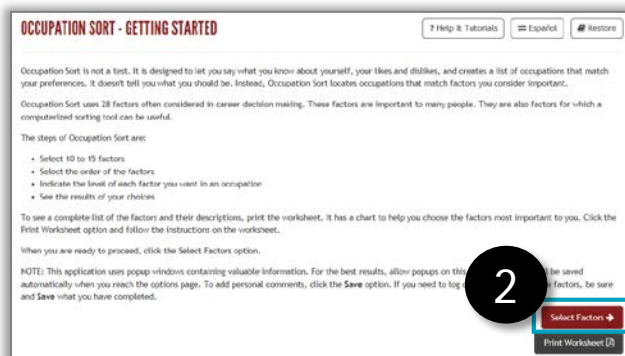 OCCUPATION SORT - GETTING STARTED
? Help & Tutorials
Español
Restore
Occupation Sort is not a test. It is designed to let you say what you know about yourself, your likes and dislikes, and creates a list of occupations that match
your preferences. It doesn't tell you what you should be. Instead, Occupation Sort locates occupations that match factors you consider important.
Occupation Sort uses 28 factors often considered in career decision making. These factors are important to many people. They are also factors for which a
computerized sorting tool can be useful.
The steps of Occupation Sort are:
• Select 10 to 15 factors
• Select the order of the factors
• Indicate the level of each factor you want in an occupation
• See the results of your choices
To see a complete list of the factors and their descriptions, print the worksheet. It has a chart to help you choose the factors most important to you. Click the
Print Worksheet option and follow the instructions on the worksheet.
When you are ready to proceed, click the Select Factors option.
NOTE: This application uses popup windows containing valuable information. For the best results, allow popups on this be saved
automatically when you reach the options page. To add personal comments, click the Save option. If you need to log factors, be sure
and Save what you have completed.
2
Select Factors
Print Worksheet